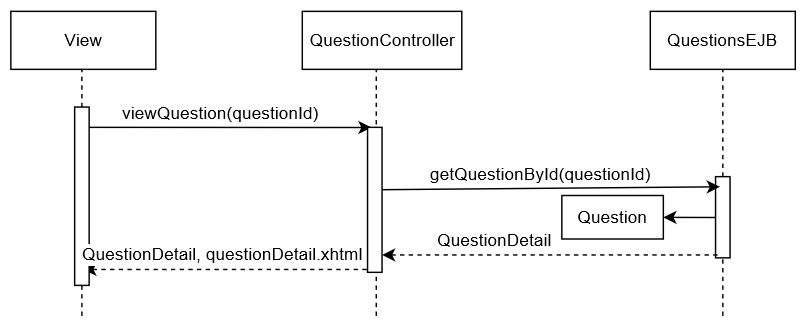 View
QuestionController
QuestionsEJB
viewQuestion(questionId)
getQuestionById(questionId)
Question
QuestionDetail
QuestionDetail, questionDetail.xhtml